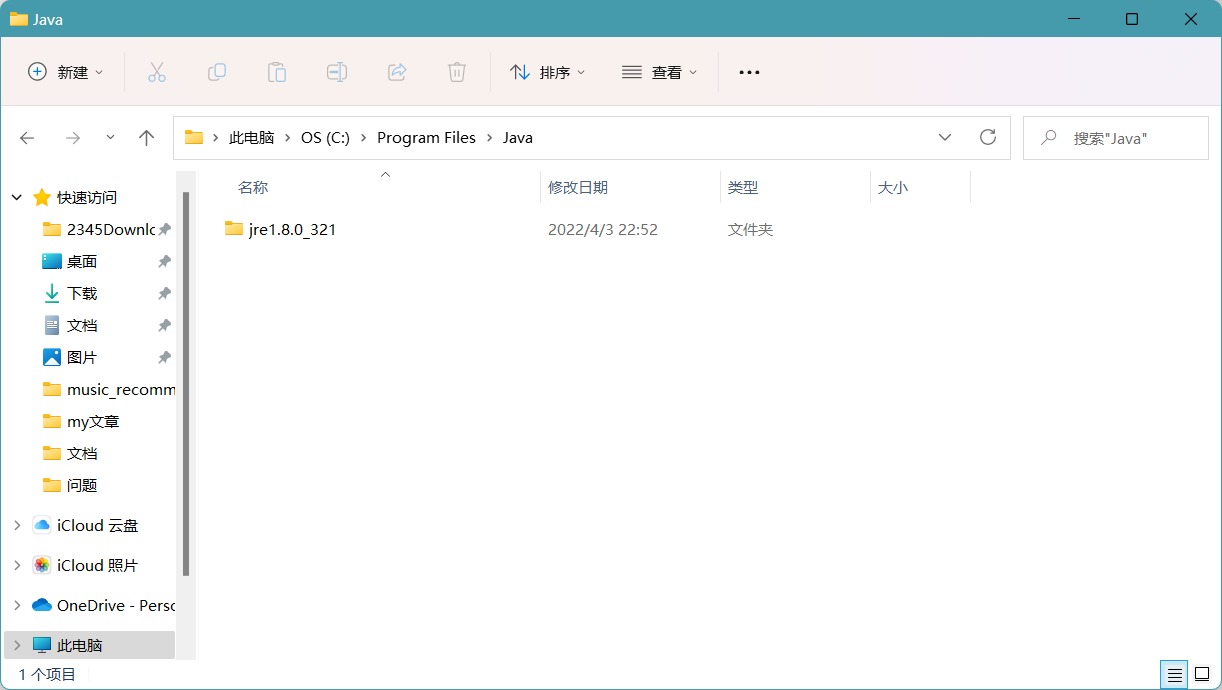 Java
新建
排序
查看
此电脑 OS (C:) Program Files Java
搜索"Java"
名称 修改日期 类型 大小
jre1.8.0_321 2022/4/3 22:52 文件夹
快速访问
2345Downlo
桌面
下载
文档
图片
music_recomm
my文章
文档
问题
iCloud 云盘
iCloud 照片
OneDrive - Perso
此电脑
1 个项目